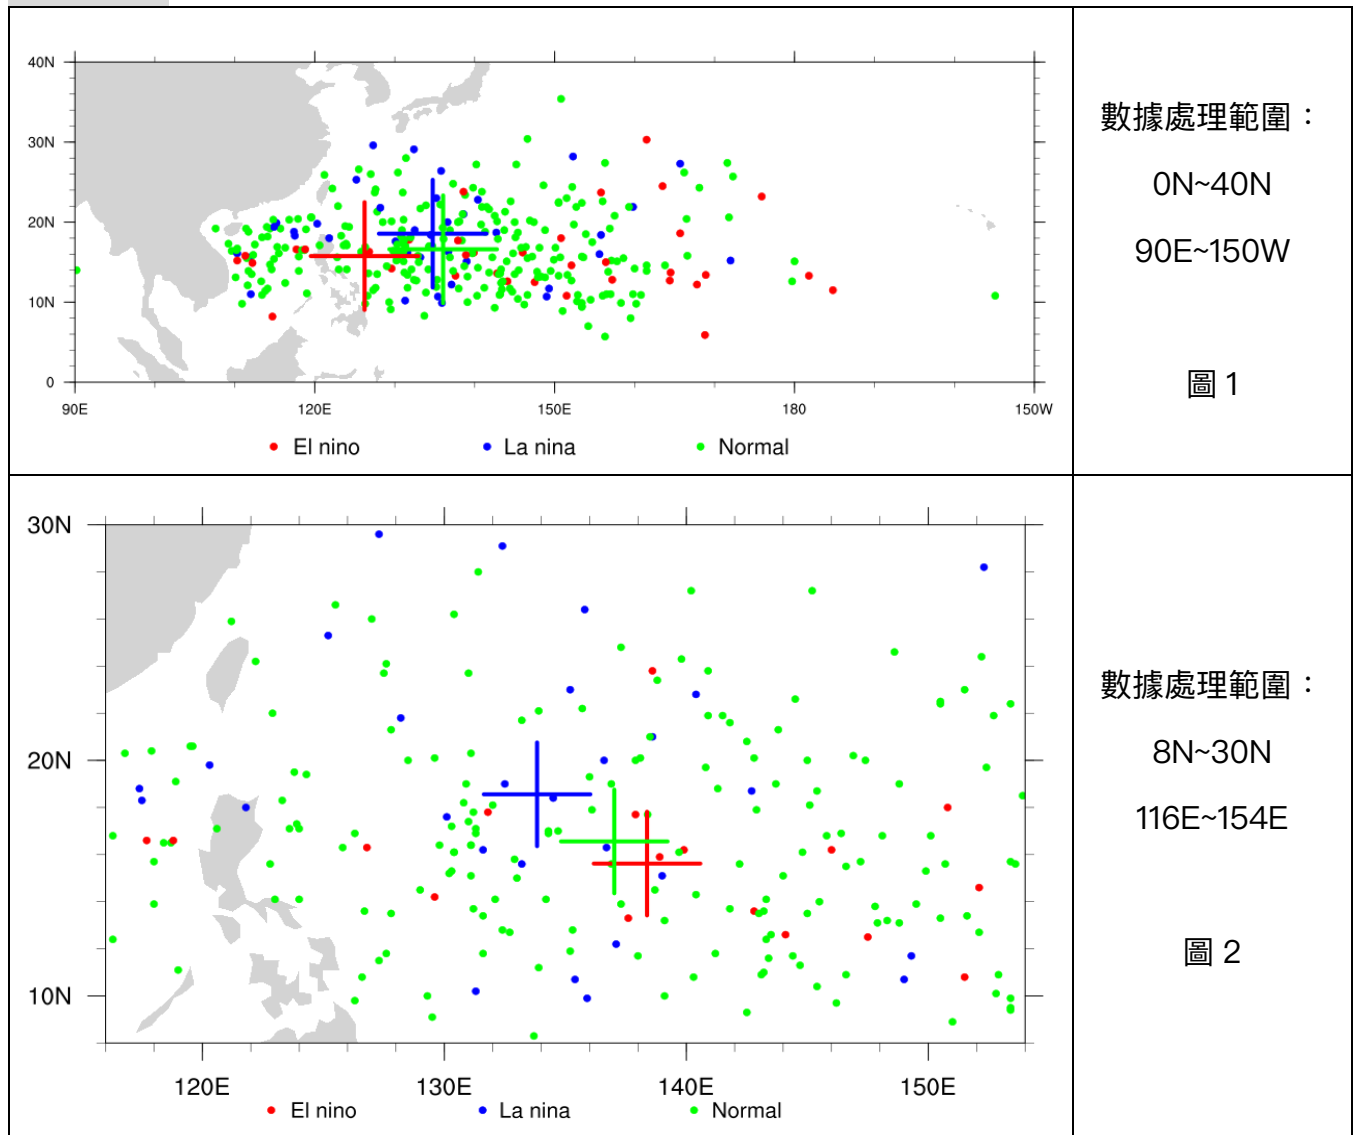 40N
30N
20N
10N
0
90E 120E 150E 180 150W
El nino La nina Normal
數據處理範圍：
0N~40N
90E~150W
圖 1
30N
20N
10N
120E 130E 140E 150E
El nino La nina Normal
數據處理範圍：
8N~30N
116E~154E
圖 2